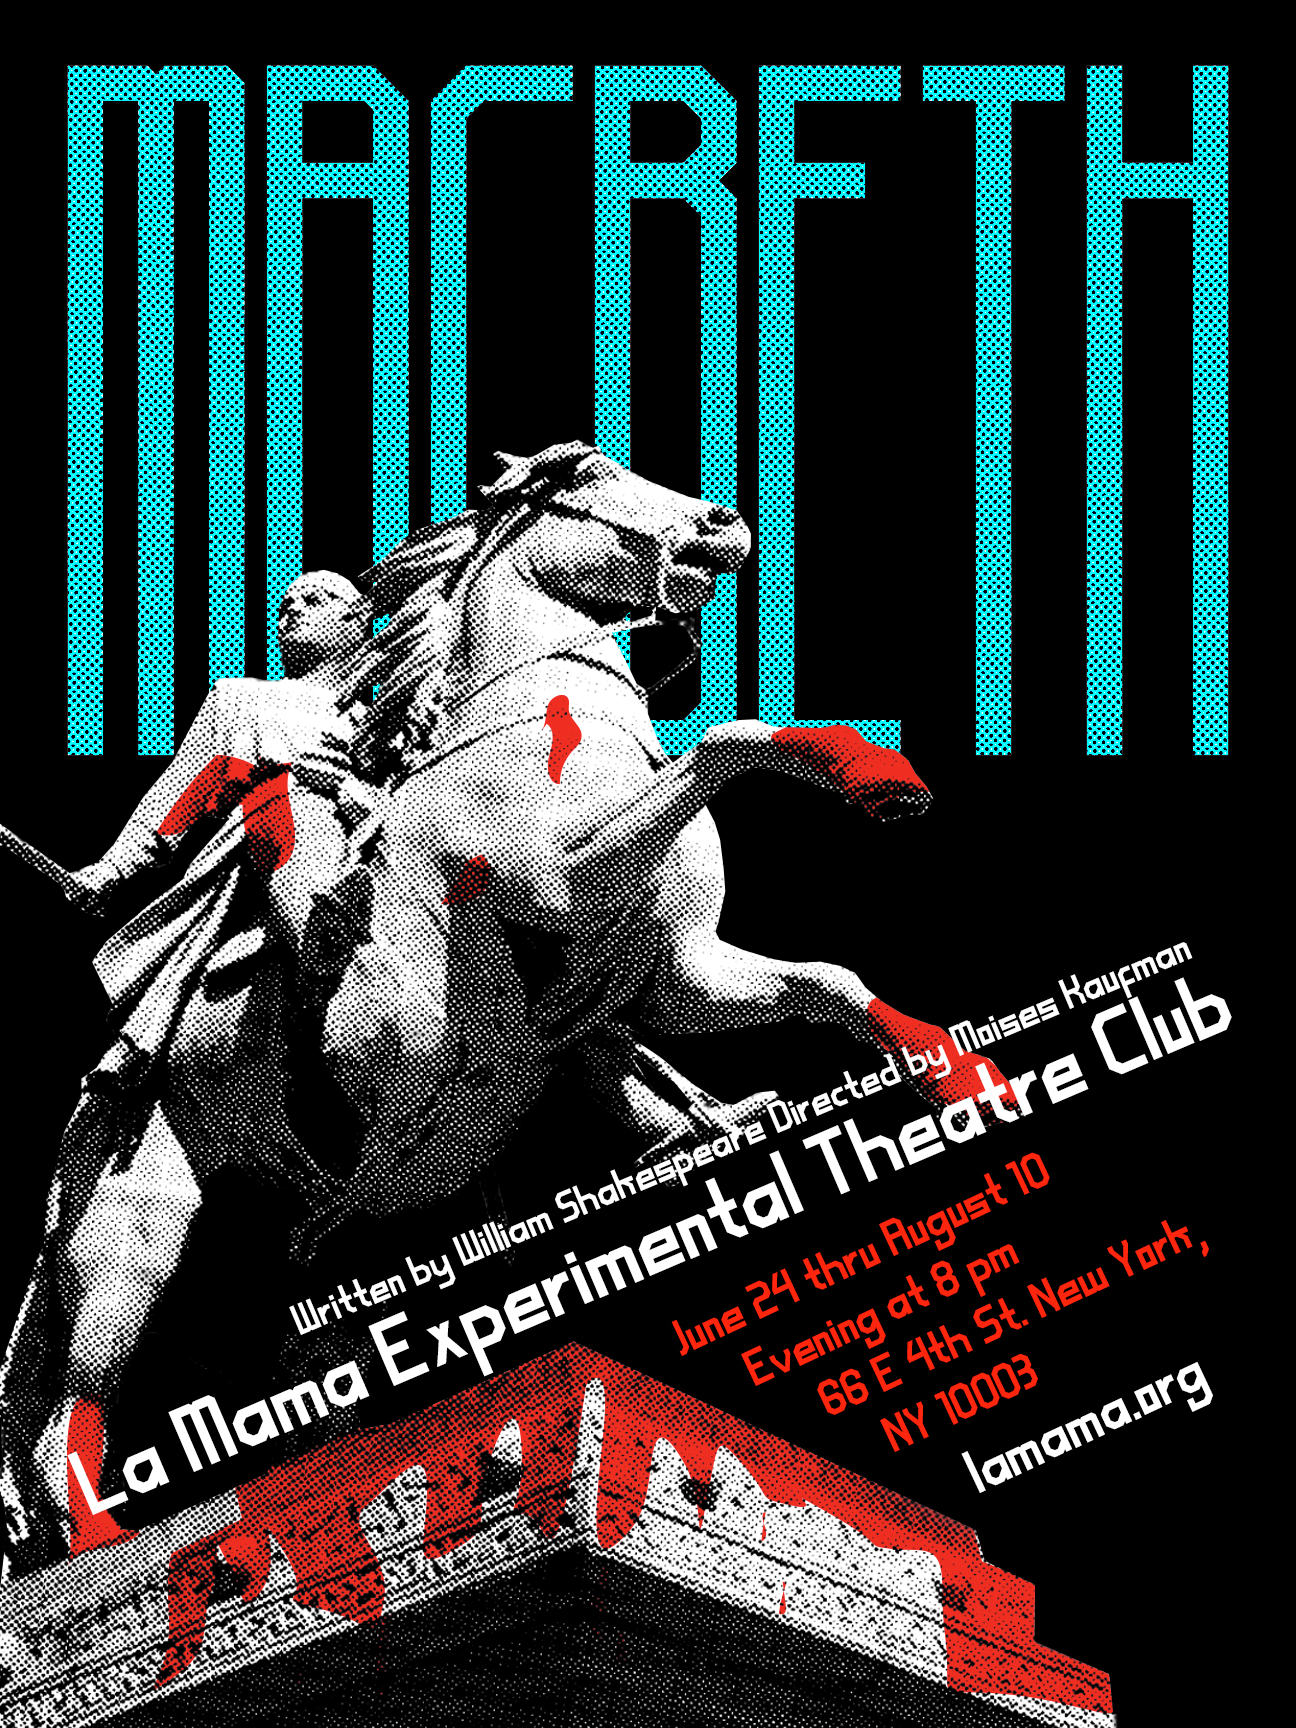 MACBETH
Written by William Shakespeare Directed by Moises Kaufman
La Mama Experimental Theatre Club
June 24 thru August 10
Evening at 8 pm
66 E 4th St. New York,
NY 10003
lamama.org